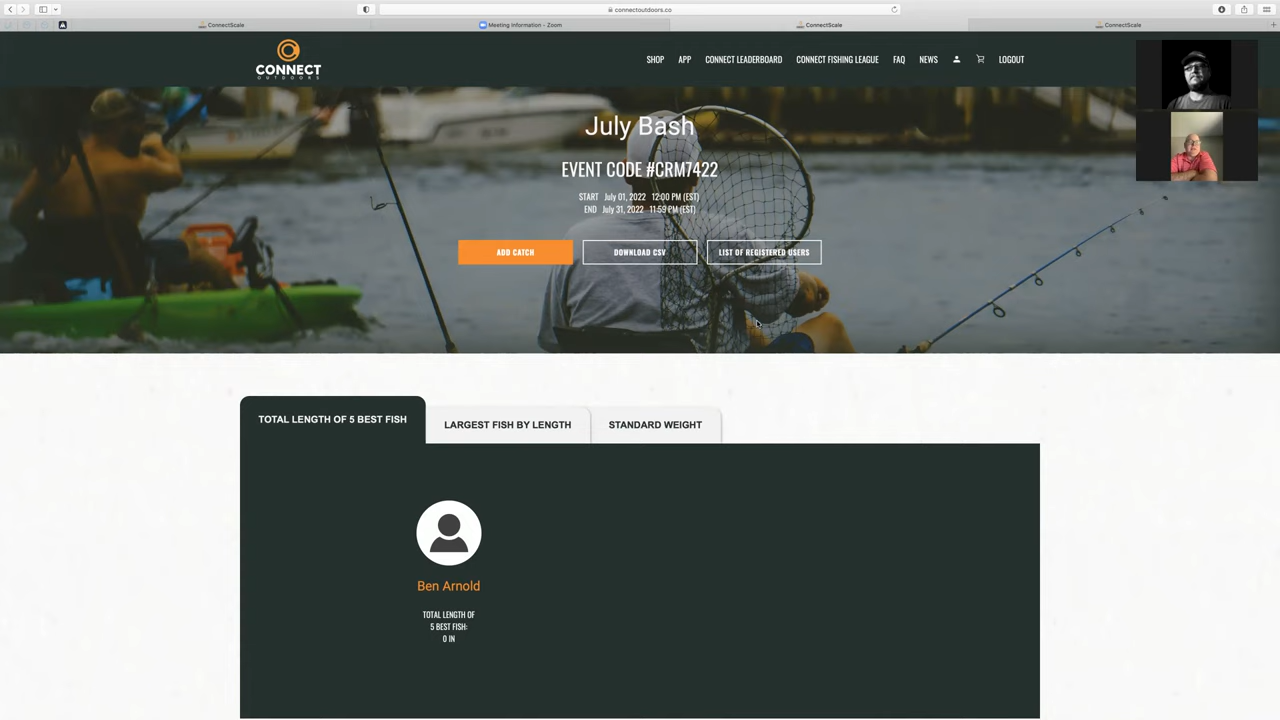 connectoutdoors.co
ConnectScale
Meeting Information - Zoom
ConnectScale
ConnectScale
CONNECT
OUTDOORS
SHOP
APP
CONNECT LEADERBOARD
CONNECT FISHING LEAGUE
FAQ
NEWS
LOGOUT
July Bash
EVENT CODE #CRM7422
START July 01, 2022 12:00 PM (EST)
END July 31, 2022 11:59 PM (EST)
ADD CATCH
DOWNLOAD CSV
LIST OF REGISTERED USERS
TOTAL LENGTH OF 5 BEST FISH
LARGEST FISH BY LENGTH
STANDARD WEIGHT
Ben Arnold
TOTAL LENGTH OF
5 BEST FISH:
0 IN